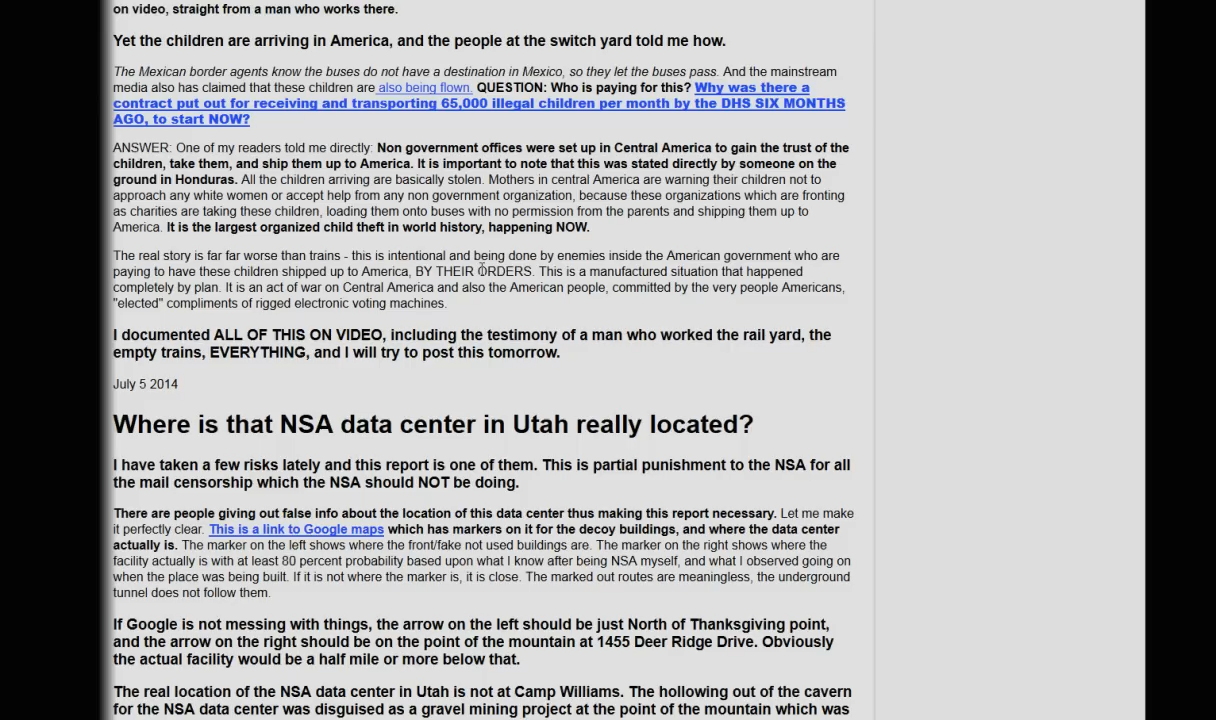 on video, straight from a man who works there.
Yet the children are arriving in America, and the people at the switch yard told me how.
The Mexican border agents know the buses do not have a destination in Mexico, so they let the buses pass. And the mainstream
media also has claimed that these children are also being flown. QUESTION: Who is paying for this? Why was there a
contract put out for receiving and transporting 65,000 illegal children per month by the DHS SIX MONTHS
AGO, to start NOW?
ANSWER: One of my readers told me directly: Non government offices were set up in Central America to gain the trust of the
children, take them, and ship them up to America. It is important to note that this was stated directly by someone on the
ground in Honduras. All the children arriving are basically stolen. Mothers in central America are warning their children not to
approach any white women or accept help from any non government organization, because these organizations which are fronting
as charities are taking these children, loading them onto buses with no permission from the parents and shipping them up to
America. It is the largest organized child theft in world history, happening NOW.
The real story is far far worse than trains - this is intentional and being done by enemies inside the American government who are
paying to have these children shipped up to America, BY THEIR ORDERS. This is a manufactured situation that happened
completely by plan. It is an act of war on Central America and also the American people, committed by the very people Americans,
"elected" compliments of rigged electronic voting machines.
I documented ALL OF THIS ON VIDEO, including the testimony of a man who worked the rail yard, the
empty trains, EVERYTHING, and I will try to post this tomorrow.
July 5 2014
Where is that NSA data center in Utah really located?
I have taken a few risks lately and this report is one of them. This is partial punishment to the NSA for all
the mail censorship which the NSA should NOT be doing.
There are people giving out false info about the location of this data center thus making this report necessary. Let me make
it perfectly clear. This is a link to Google maps which has markers on it for the decoy buildings, and where the data center
actually is. The marker on the left shows where the front/fake not used buildings are. The marker on the right shows where the
facility actually is with at least 80 percent probability based upon what I know after being NSA myself, and what I observed going on
when the place was being built. If it is not where the marker is, it is close. The marked out routes are meaningless, the underground
tunnel does not follow them.
If Google is not messing with things, the arrow on the left should be just North of Thanksgiving point,
and the arrow on the right should be on the point of the mountain at 1455 Deer Ridge Drive. Obviously
the actual facility would be a half mile or more below that.
The real location of the NSA data center in Utah is not at Camp Williams. The hollowing out of the cavern
for the NSA data center was disguised as a gravel mining project at the point of the mountain which was